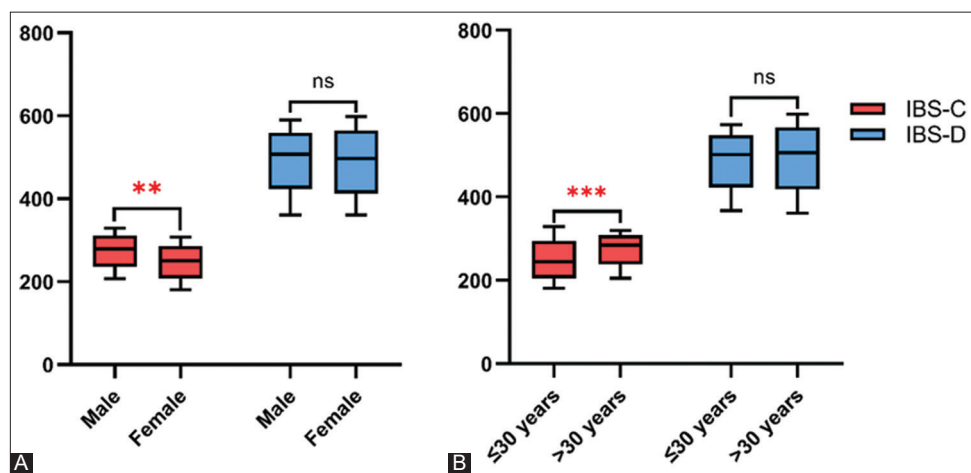 800
600
400
200
0
**
ns
Male
Female
Male
Female
A
800
600
400
200
0
***
ns
≤30 years
>30 years
≤30 years
>30 years
B
IBS-C
IBS-D